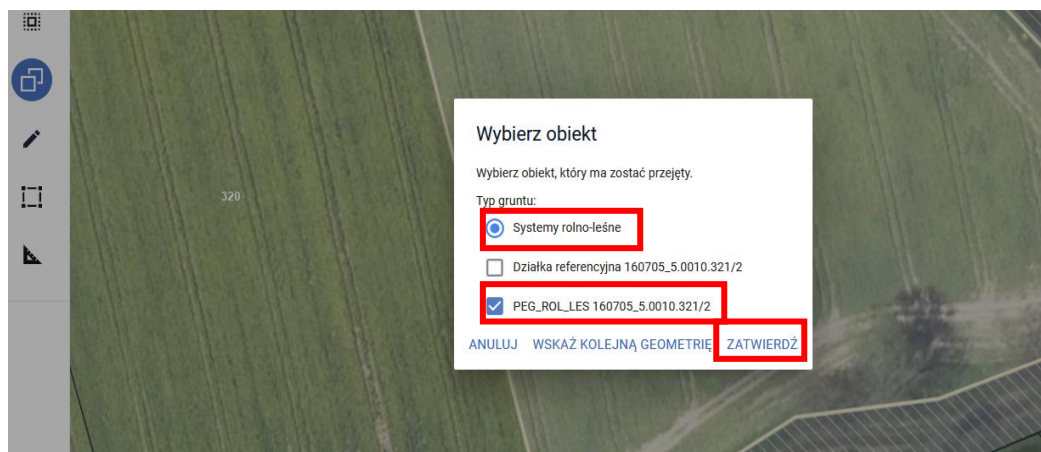 320
Wybierz obiekt
Wybierz obiekt, który ma zostać przejęty.
Typ gruntu:
Systemy rolno-leśne
Działka referencyjna 160705_5.0010.321/2
PEG_ROL_LES 160705_5.0010.321/2
ANULUJ WSKAŻ KOLEJNĄ GEOMETRIĘ ZATWIERDŹ